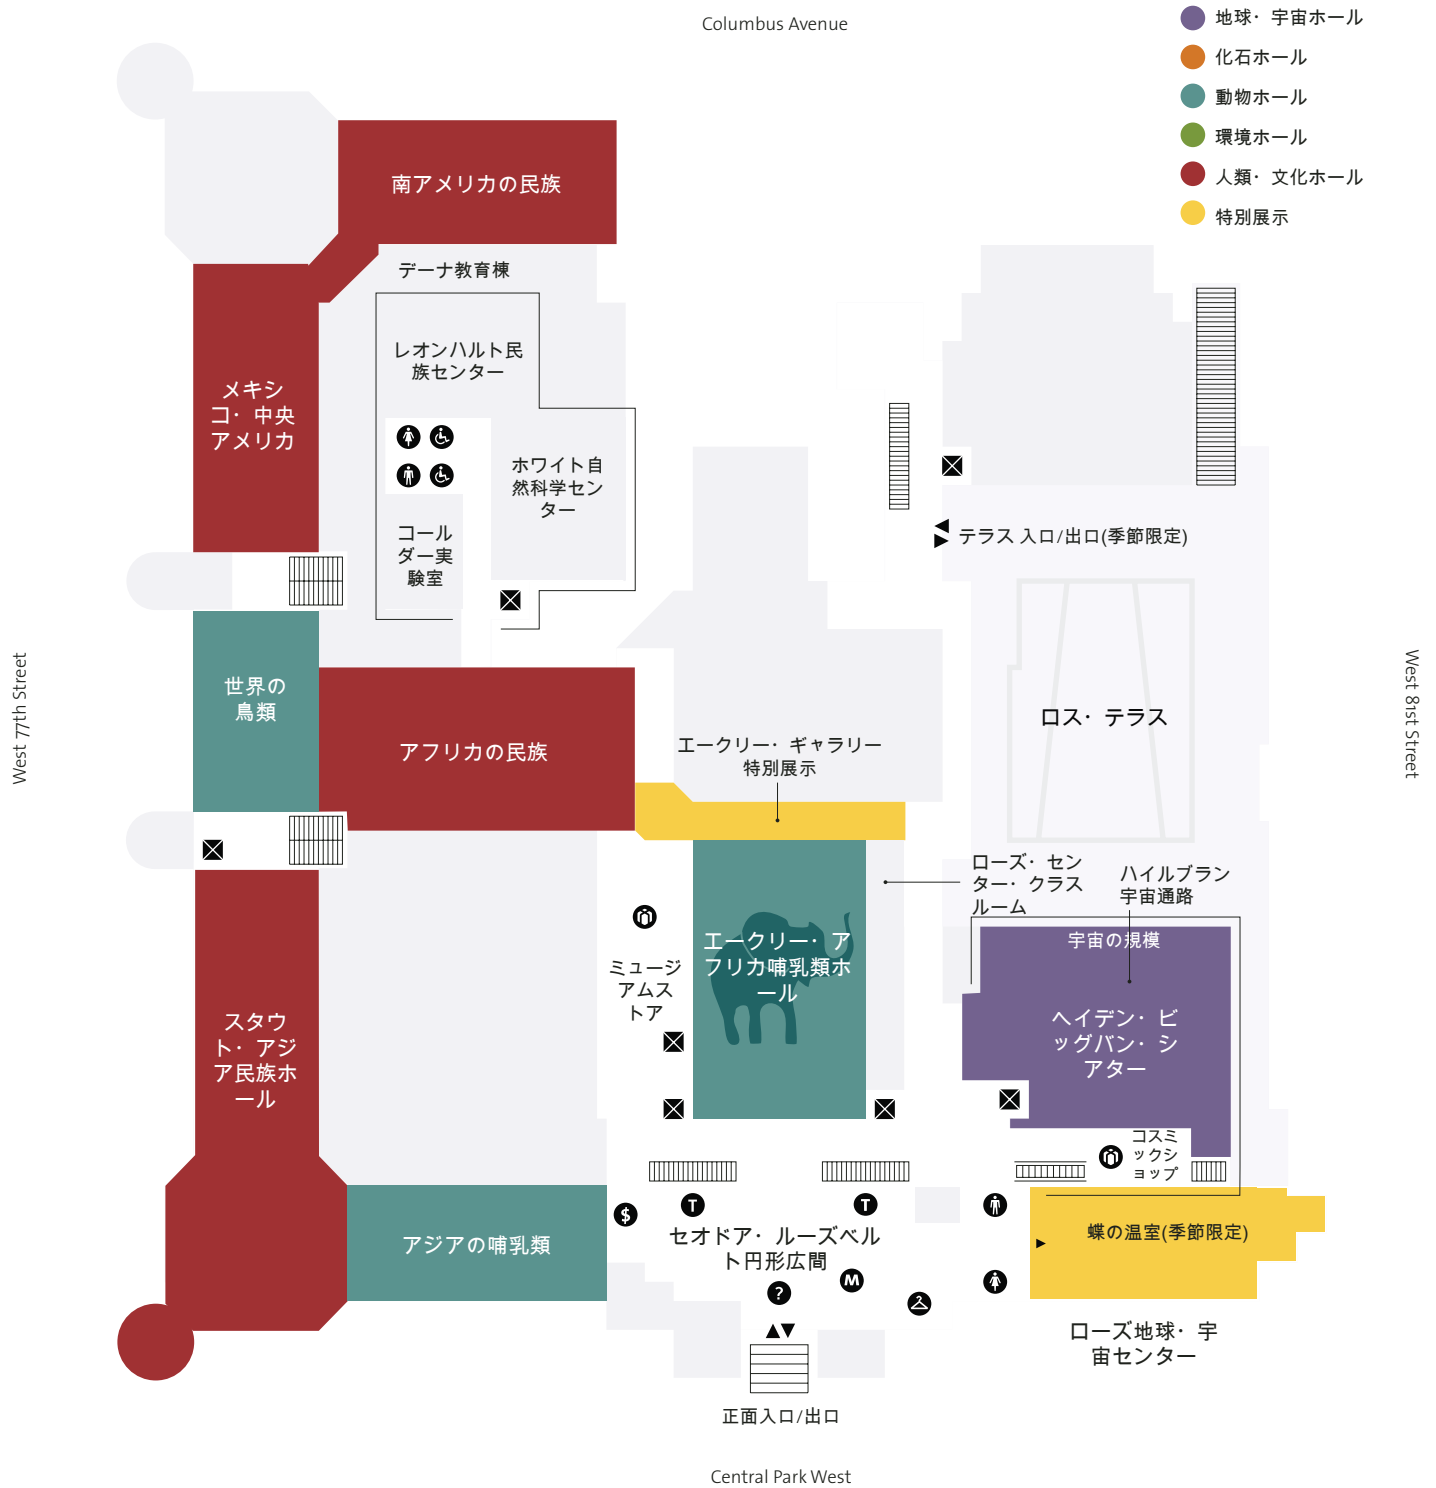 Columbus Avenue
地球・宇宙ホール
化石ホール
動物ホール
環境ホール
人類・文化ホール
特別展示
南アメリカの民族
デーナ教育棟
レオンハルト民
族センター
メキシ
コ・中央
アメリカ
ホワイト自
然科学セン
ター
コール
ダー実
験室
テラス 入口/出口(季節限定)
West 77th Street
West 81st Street
世界の
鳥類
アフリカの民族
ロス・テラス
エークリー・ギャラリー
特別展示
ローズ・セン
ター・クラス
ルーム
ハイルブラン
宇宙通路
宇宙の規模
エークリー・ア
フリカ哺乳類ホ
ール
ミュージ
アムス
トア
スタウ
ト・アジ
ア民族ホ
ール
ヘイデン・ビ
ッグバン・シ
アター
コスミ
ックシ
ョップ
$
T
T
セオドア・ルーズベル
ト円形広間
アジアの哺乳類
蝶の温室(季節限定)
M
?
ローズ地球・宇
宙センター
正面入口/出口
Central Park West